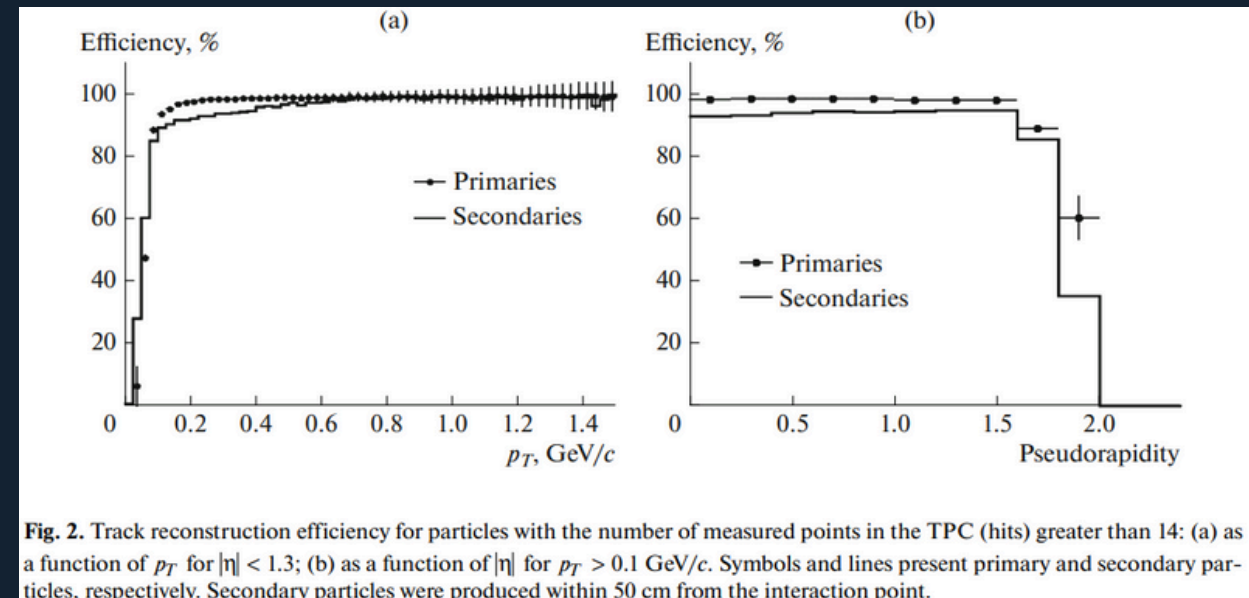 (a)
Efficiency, %
100
80
60
40
20
0 0.2 0.4 0.6 0.8 1.0 1.2 1.4
pT, GeV/c
Primaries
Secondaries
(b)
Efficiency, %
100
80
60
40
20
0 0.5 1.0 1.5 2.0
Pseudorapidity
Primaries
Secondaries
Fig. 2. Track reconstruction efficiency for particles with the number of measured points in the TPC (hits) greater than 14: (a) as
a function of pT for |η| < 1.3; (b) as a function of |η| for pT > 0.1 GeV/c. Symbols and lines present primary and secondary par-
ticles, respectively. Secondary particles were produced within 50 cm from the interaction point.